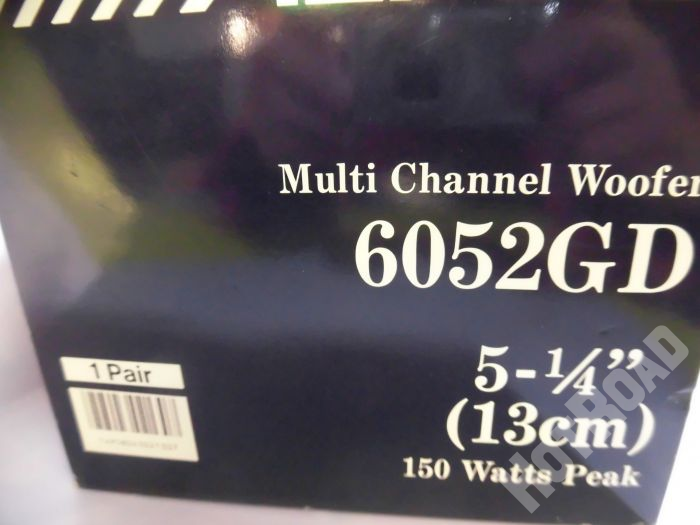 Multi Channel Woofer
6052GD
5-¼”
(13cm)
150 Watts Peak
1 Pair
HOTROAD